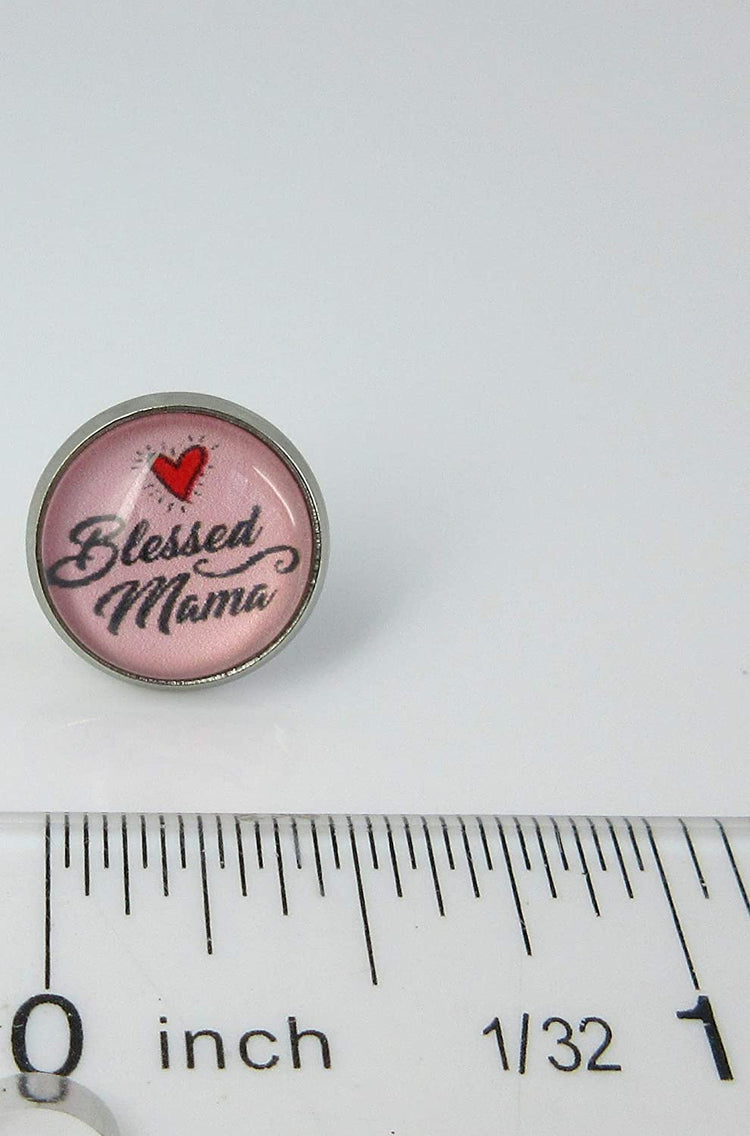 Blessed
Mama
0 inch 1/32 1